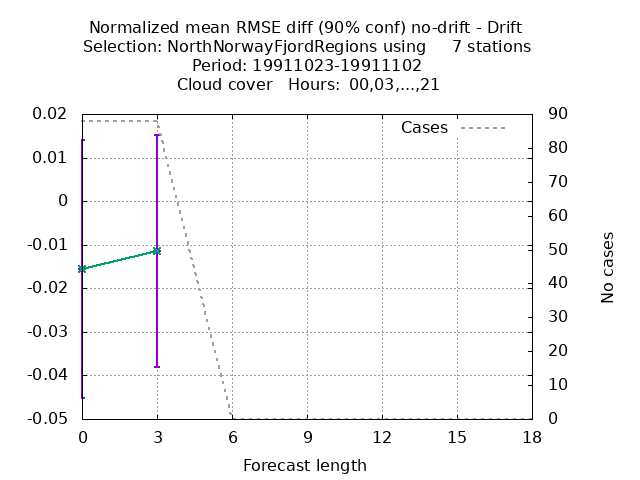 Normalized mean RMSE diff (90% conf) no-drift - Drift
Selection: NorthNorwayFjordRegions using     7 stations
Period: 19911023-19911102
Cloud cover   Hours:  00,03,...,21
Cases
0.02
0.01
0
-0.01
-0.02
-0.03
-0.04
-0.05
90
80
70
60
50
40
30
20
10
0
No cases
0 3 6 9 12 15 18
Forecast length